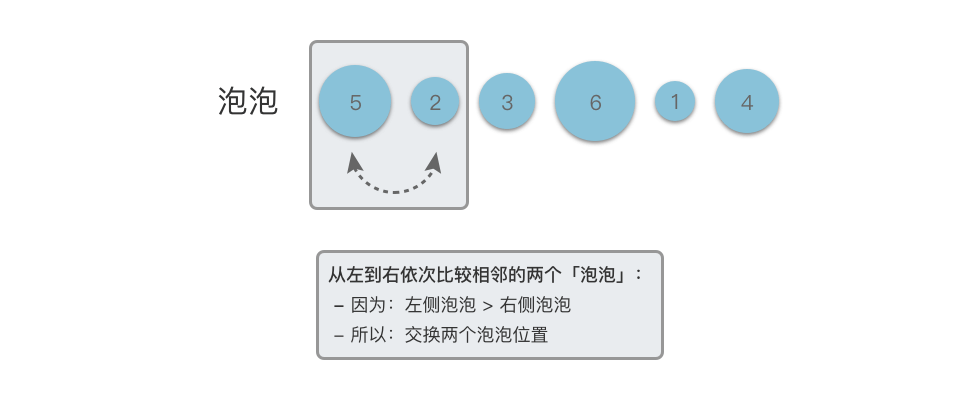 泡泡 5 2 3 6 1 4
从左到右依次比较相邻的两个「泡泡」：
– 因为：左侧泡泡 > 右侧泡泡
– 所以：交换两个泡泡位置